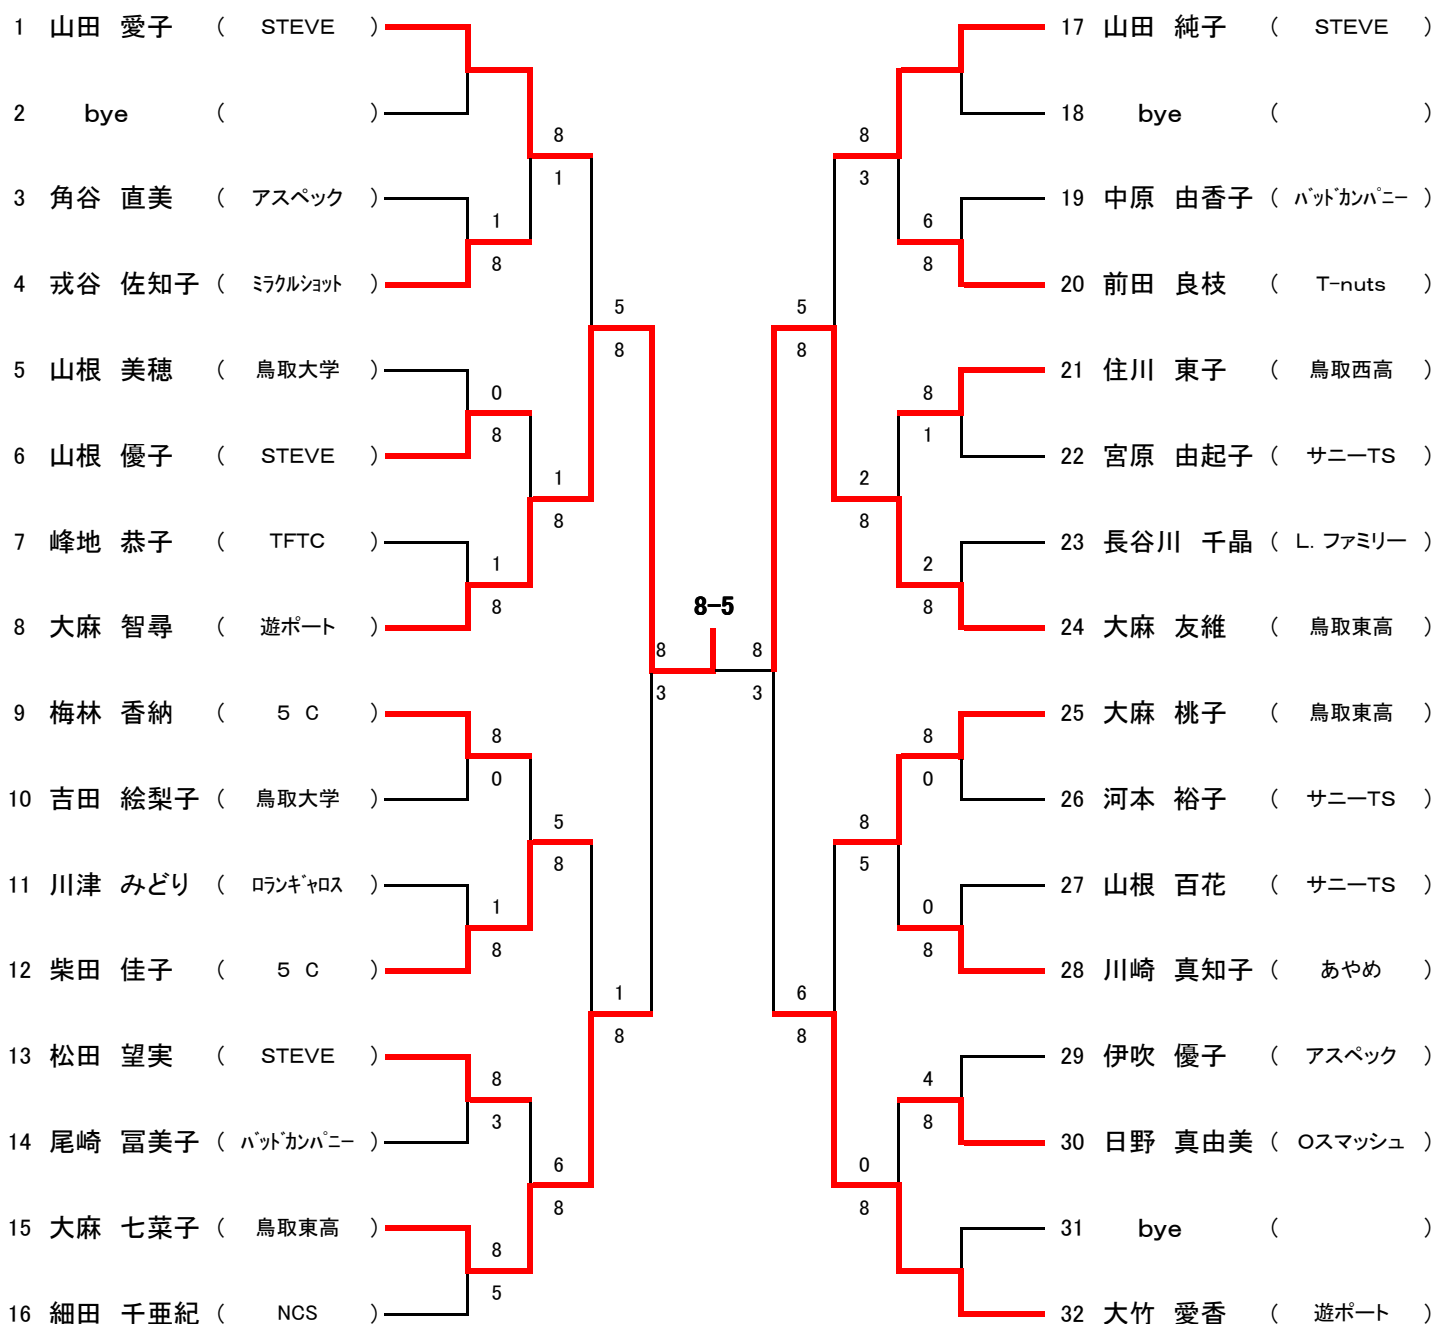 1 山田 愛子 ( STEVE )
2 bye ( )
3 角谷 直美 ( アスペック )
4 戎谷 佐知子 ( ミラクルショット )
5 山根 美穂 ( 鳥取大学 )
6 山根 優子 ( STEVE )
7 峰地 恭子 ( TFTC )
8 大麻 智尋 ( 遊ポート )
9 梅林 香納 ( 5 C )
10 吉田 絵梨子 ( 鳥取大学 )
11 川津 みどり ( ロランギャロス )
12 柴田 佳子 ( 5 C )
13 松田 望実 ( STEVE )
14 尾崎 冨美子 ( バッドカンパニー )
15 大麻 七菜子 ( 鳥取東高 )
16 細田 千亜紀 ( NCS )
1
8
0
8
1
8
8
0
1
8
8
3
8
5
8
1
1
8
5
8
6
8
5
8
1
8
8
3
8-5
8
3
5
8
6
8
8
3
2
8
8
5
0
8
6
8
8
1
2
8
8
0
0
8
4
8
17 山田 純子 ( STEVE )
18 bye ( )
19 中原 由香子 ( バッドカンパニー )
20 前田 良枝 ( T-nuts )
21 住川 東子 ( 鳥取西高 )
22 宮原 由起子 ( サニーTS )
23 長谷川 千晶 ( L. ファミリー )
24 大麻 友維 ( 鳥取東高 )
25 大麻 桃子 ( 鳥取東高 )
26 河本 裕子 ( サニーTS )
27 山根 百花 ( サニーTS )
28 川崎 真知子 ( あやめ )
29 伊吹 優子 ( アスペック )
30 日野 真由美 ( Oスマッシュ )
31 bye ( )
32 大竹 愛香 ( 遊ポート )
0
8